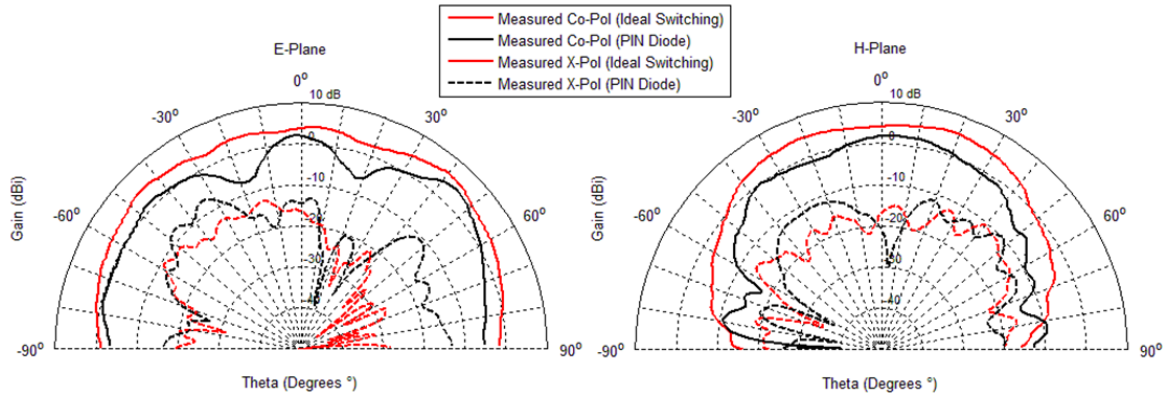 Measured Co-Pol (Ideal Switching)
Measured Co-Pol (PIN Diode)
Measured X-Pol (Ideal Switching)
Measured X-Pol (PIN Diode)
E-Plane
0°
10 dB
-30°
30°
0
-10
-20
-30
-40
-60°
60°
Gain (dBi)
-90°
90°
Theta (Degrees °)
H-Plane
0°
10 dB
-30°
30°
0
-10
-20
-30
-40
-60°
60°
Gain (dBi)
-90°
90°
Theta (Degrees °)